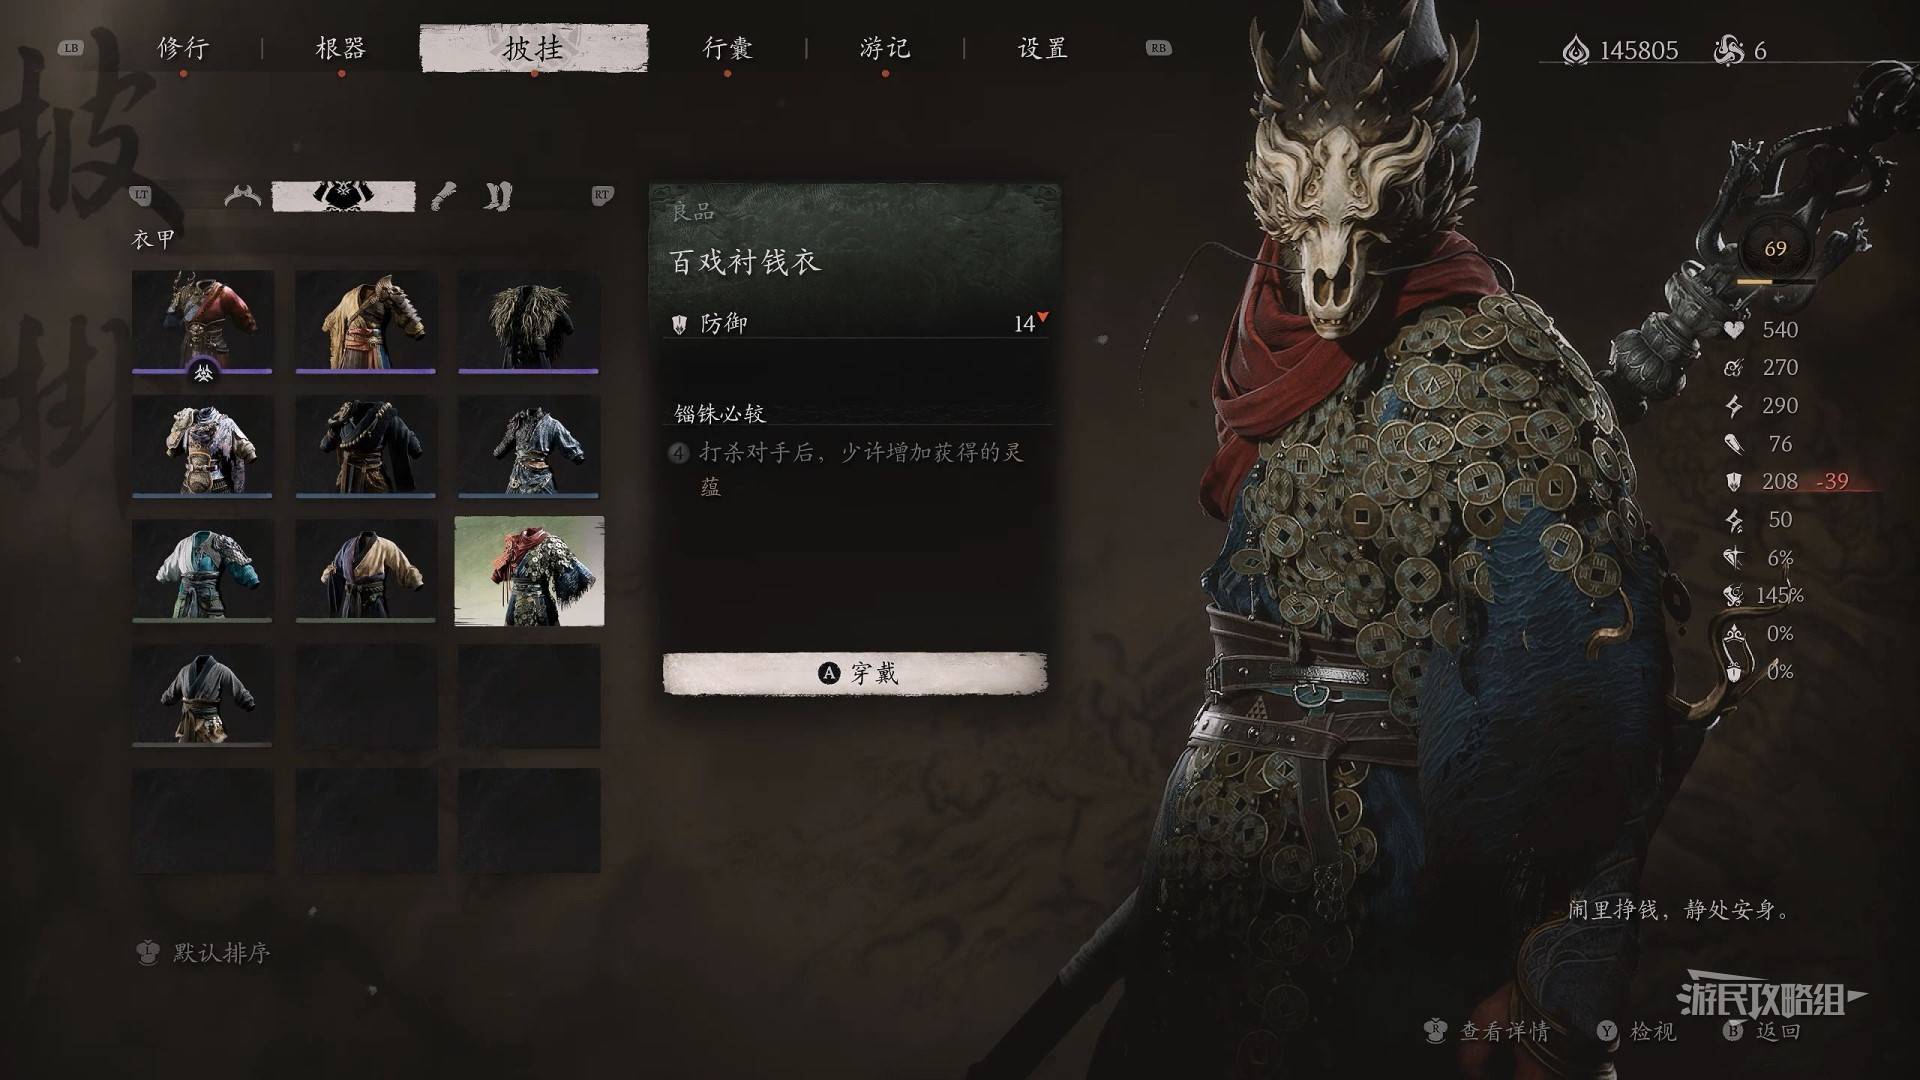 LB 修行 根器 披挂 行囊 游记 设置 RB
145805 6
披挂
LT RT
衣甲
良品
百戏衬钱衣
防御 14
锱铢必较
4 打杀对手后，少许增加获得的灵
蕴
A 穿戴
69
540
270
290
76
208 -39
50
6%
145%
0%
0%
闹里挣钱，静处安身。
L 默认排序
游民攻略组
R 查看详情 Y 检视 B 返回